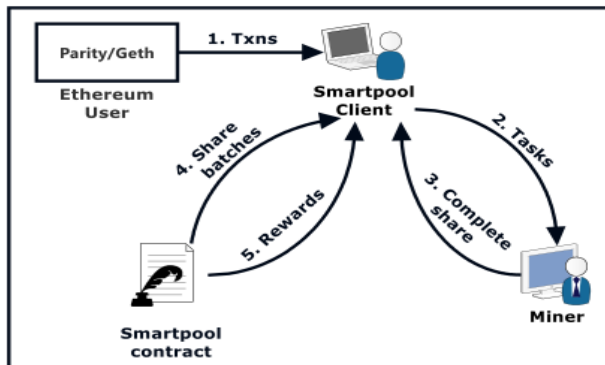 Parity/Geth
1. Txns
Ethereum
User
Smartpool
Client
2. Tasks
4. Share
batches
3. Complete
share
5. Rewards
Smartpool
contract
Miner